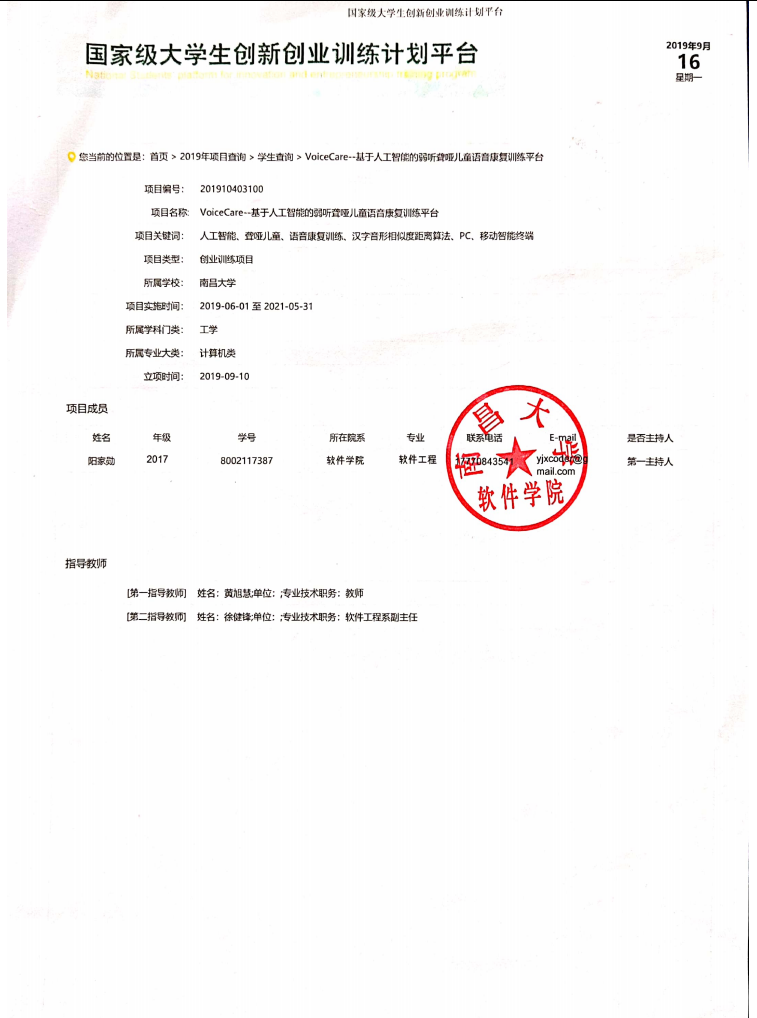 国家级大学生创新创业训练计划平台
国家级大学生创新创业训练计划平台
National students' platform for innovation and entrepreneurship training program
2019年9月
16
星期一
您当前的位置是：首页 > 2019年项目查询 > 学生查询 > VoiceCare--基于人工智能的弱听聋哑儿童语音康复训练平台
项目编号： 201910403100
项目名称: VoiceCare--基于人工智能的弱听聋哑儿童语音康复训练平台
项目关键词： 人工智能、聋哑儿童、语音康复训练、汉字音形相似度距离算法、PC、移动智能终端
项目类型： 创业训练项目
所属学校： 南昌大学
项目实施时间： 2019-06-01 至 2021-05-31
所属学科门类： 工学
所属专业大类： 计算机类
立项时间： 2019-09-10
项目成员
姓名 年级 学号 所在院系 专业 联系电话 E-mail 是否主持人
阳家勋 2017 8002117387 软件学院 软件工程 17770843541 yjxcoder@g 第一主持人
mail.com
南昌大学
软件学院
指导教师
[第一指导教师] 姓名：黄旭慧;单位：;专业技术职务：教师
[第二指导教师] 姓名：徐健锋;单位：;专业技术职务：软件工程系副主任